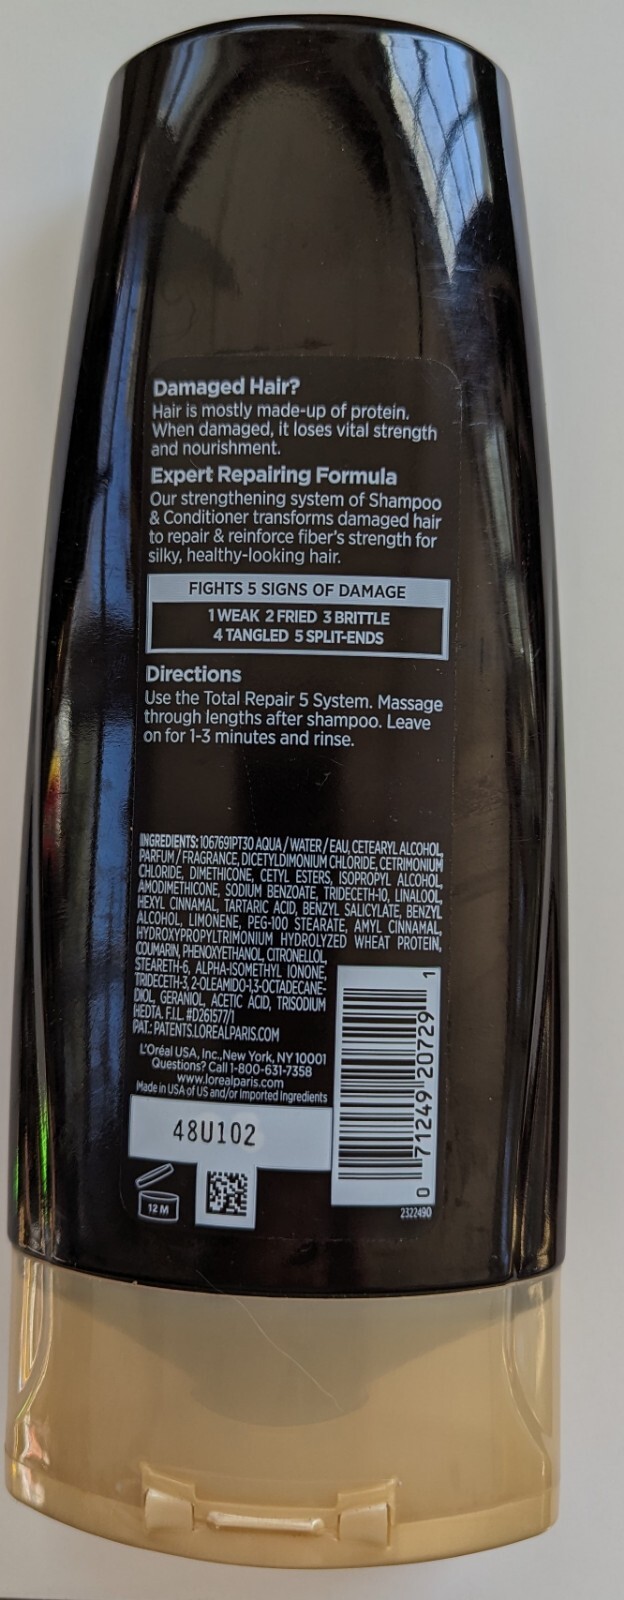 Damaged Hair?
Hair is mostly made-up of protein.
When damaged, it loses vital strength
and nourishment.
Expert Repairing Formula
Our strengthening system of Shampoo
& Conditioner transforms damaged hair
to repair & reinforce fiber's strength for
silky, healthy-looking hair.
FIGHTS 5 SIGNS OF DAMAGE
1 WEAK 2 FRIED 3 BRITTLE
4 TANGLED 5 SPLIT-ENDS
Directions
Use the Total Repair 5 System. Massage
through lengths after shampoo. Leave
on for 1-3 minutes and rinse.
INGREDIENTS: 1067691PT30 AQUA / WATER / EAU, CETEARYL ALCOHOL,
PARFUM / FRAGRANCE, DICETYLDIMONIUM CHLORIDE, CETRIMONIUM
CHLORIDE, DIMETHICONE, CETYL ESTERS, ISOPROPYL ALCOHOL,
AMODIMETHICONE, SODIUM BENZOATE, TRIDECETH-10, LINALOOL,
HEXYL CINNAMAL, TARTARIC ACID, BENZYL SALICYLATE, BENZYL
ALCOHOL, LIMONENE, PEG-100 STEARATE, AMYL CINNAMAL,
HYDROXYPROPYLTRIMONIUM HYDROLYZED WHEAT PROTEIN,
COUMARIN, PHENOXYETHANOL, CITRONELLOL,
STEARETH-6, ALPHA-ISOMETHYL IONONE,
TRIDECETH-3, 2-OLEAMIDO-1,3-OCTADECANE-
DIOL, GERANIOL, ACETIC ACID, TRISODIUM
HEDTA. F.I.L. #D261577/1
PAT.: PATENTS.LOREALPARIS.COM
L'Oréal USA, Inc., New York, NY 10001
Questions? Call 1-800-631-7358
www.lorealparis.com
Made in USA of US and/or Imported Ingredients
48U102
12 M
0 71249 20729 1
2322490